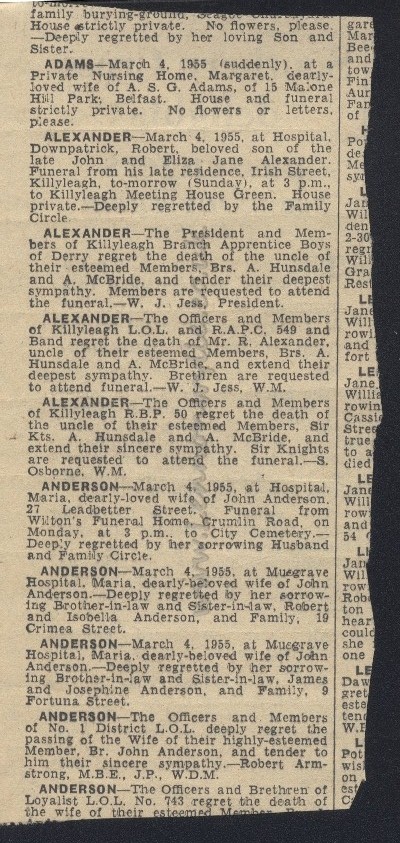 family burying-ground,
House strictly private. No flowers, please.
—Deeply regretted by her loving Son and
Sister.
ADAMS—March 4, 1955 (suddenly), at a
Private Nursing Home, Margaret, dearly-
loved wife of A. S. G. Adams, of 15 Malone
Hill Park, Belfast. House and funeral
strictly private. No flowers or letters,
please.
ALEXANDER—March 4, 1955, at Hospital,
Downpatrick, Robert, beloved son of the
late John and Eliza Jane Alexander.
Funeral from his late residence, Irish Street,
Killyleagh, to-morrow (Sunday), at 3 p.m.,
to Killyleagh Meeting House Green. House
private.—Deeply regretted by the Family
Circle.
ALEXANDER—The President and Mem-
bers of Killyleagh Branch Apprentice Boys
of Derry regret the death of the uncle of
their esteemed Members, Brs. A. Hunsdale
and A. McBride, and tender their deepest
sympathy. Members are requested to attend
the funeral.—W. J. Jess, President.
ALEXANDER—The Officers and Members
of Killyleagh L.O.L. and R.A.P.C. 549 and
Band regret the death of Mr. R. Alexander,
uncle of their esteemed Members, Brs. A.
Hunsdale and A. McBride, and extend their
deepest sympathy. Brethren are requested
to attend funeral.—W. J. Jess, W.M.
ALEXANDER—The Officers and Members
of Killyleagh R.B.P. 50 regret the death of
the uncle of their esteemed Members, Sir
Kts. A. Hunsdale and A. McBride, and
extend their sincere sympathy. Sir Knights
are requested to attend the funeral.—S.
Osborne, W.M.
ANDERSON—March 4, 1955, at Hospital,
Maria, dearly-loved wife of John Anderson,
27 Leadbetter Street. Funeral from
Wilton's Funeral Home, Crumlin Road, on
Monday, at 3 p.m., to City Cemetery.—
Deeply regretted by her sorrowing Husband
and Family Circle.
ANDERSON—March 4, 1955, at Musgrave
Hospital, Maria, dearly-beloved wife of John
Anderson.—Deeply regretted by her sorrow-
ing Brother-in-law and Sister-in-law, Robert
and Isobella Anderson, and Family, 19
Crimea Street.
ANDERSON—March 4, 1955, at Musgrave
Hospital, Maria, dearly-beloved wife of John
Anderson.—Deeply regretted by her sorrow-
ing Brother-in-law and Sister-in-law, James
and Josephine Anderson, and Family, 9
Fortuna Street.
ANDERSON—The Officers and Members
of No. 1 District L.O.L. deeply regret the
passing of the Wife of their highly-esteemed
Member, Br. John Anderson, and tender to
him their sincere sympathy.—Robert Arm-
strong, M.B.E., J.P., W.D.M.
ANDERSON—The Officers and Brethren of
Loyalist L.O.L. No. 743 regret the death of
the wife of their esteemed Member,